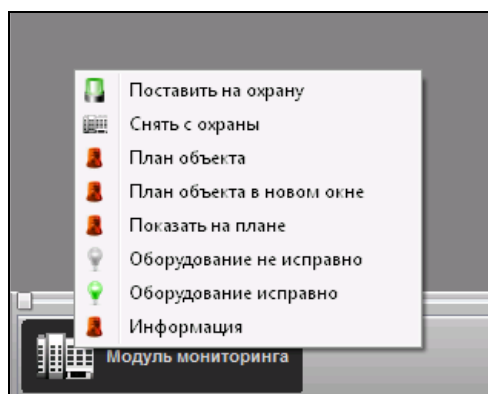 Поставить на охрану
Снять с охраны
План объекта
План объекта в новом окне
Показать на плане
Оборудование не исправно
Оборудование исправно
Информация
Модуль мониторинга